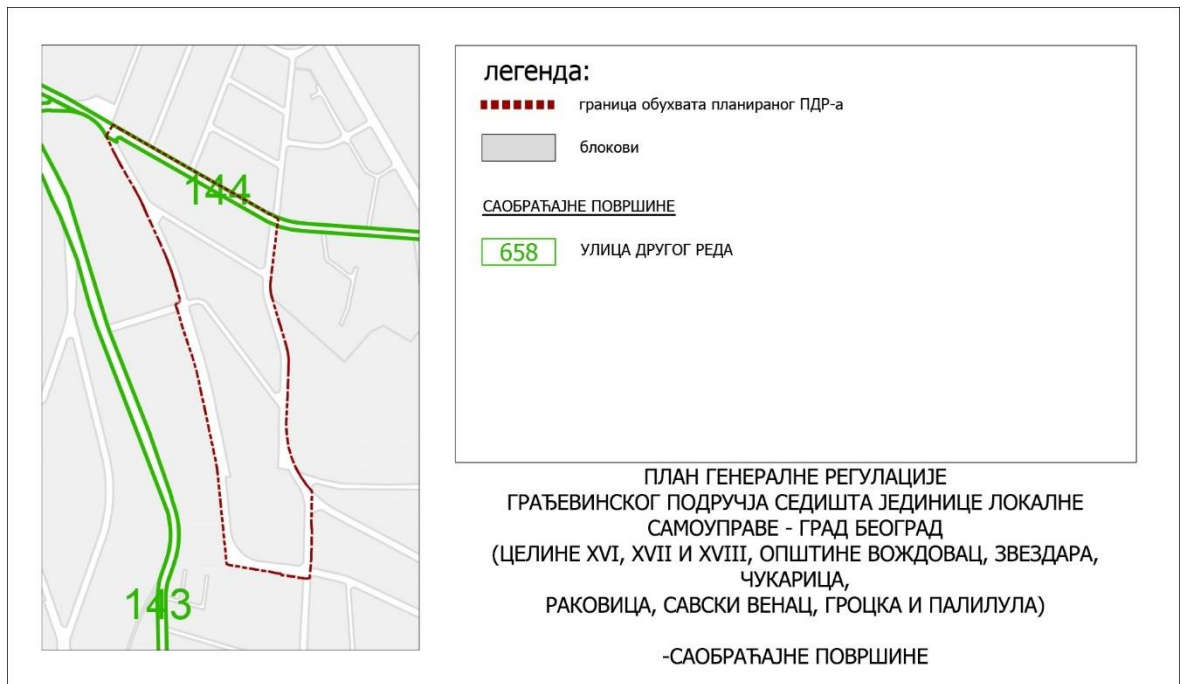 144
143
легенда:
граница обухвата планираног ПДР-а
блокови
САОБРАЋАЈНЕ ПОВРШИНЕ
658 УЛИЦА ДРУГОГ РЕДА
ПЛАН ГЕНЕРАЛНЕ РЕГУЛАЦИЈЕ
ГРАЂЕВИНСКОГ ПОДРУЧЈА СЕДИШТА ЈЕДИНИЦЕ ЛОКАЛНЕ
САМОУПРАВЕ - ГРАД БЕОГРАД
(ЦЕЛИНЕ XVI, XVII И XVIII, ОПШТИНЕ ВОЖДОВАЦ, ЗВЕЗДАРА,
ЧУКАРИЦА,
РАКОВИЦА, САВСКИ ВЕНАЦ, ГРОЦКА И ПАЛИЛУЛА)
-САОБРАЋАЈНЕ ПОВРШИНЕ